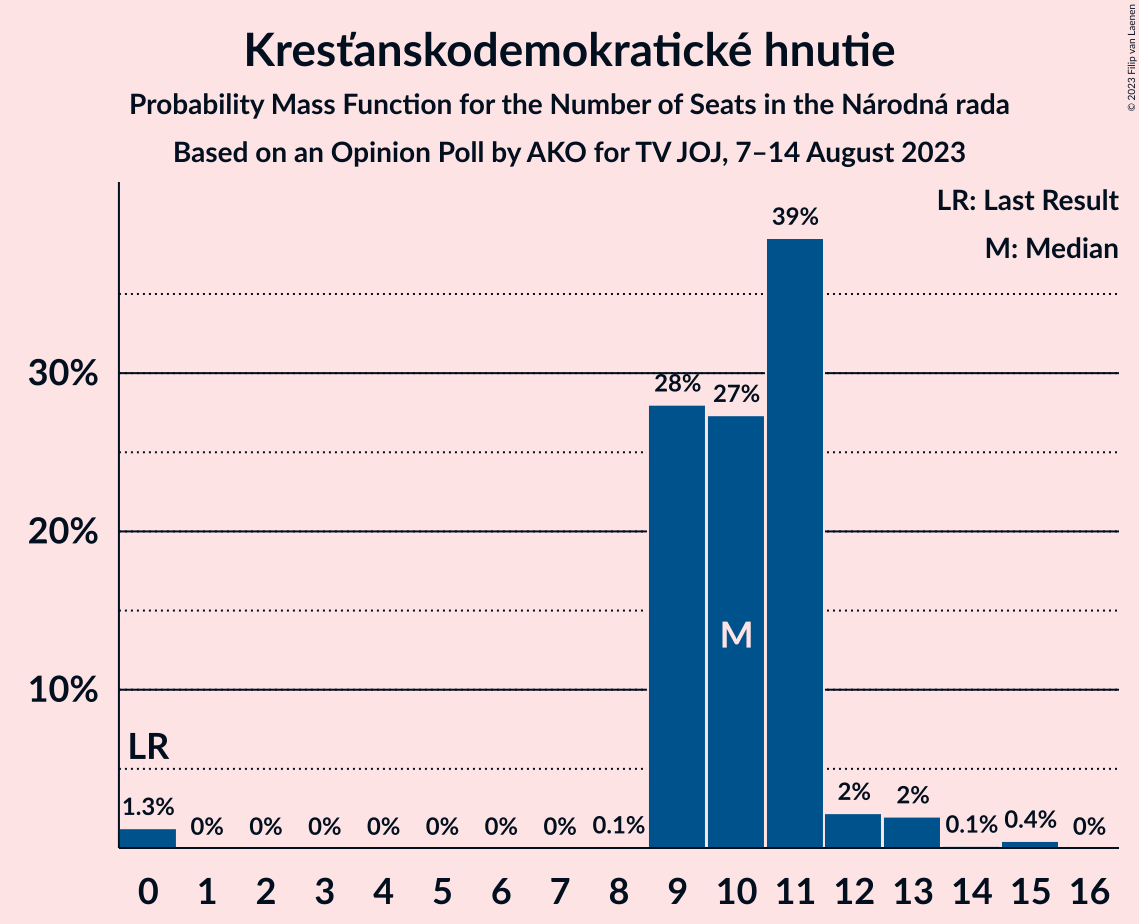 Kresťanskodemokratické hnutie
Probability Mass Function for the Number of Seats in the Národná rada
Based on an Opinion Poll by AKO for TV JOJ, 7–14 August 2023
© 2023 Filip van Laenen
LR: Last Result
M: Median
39%
30%
28%
27%
20%
M
10%
LR
1.3%
0%
0%
0%
0%
0%
0%
0%
0.1%
2%
2%
0.1%
0.4%
0%
0 1 2 3 4 5 6 7 8 9 10 11 12 13 14 15 16